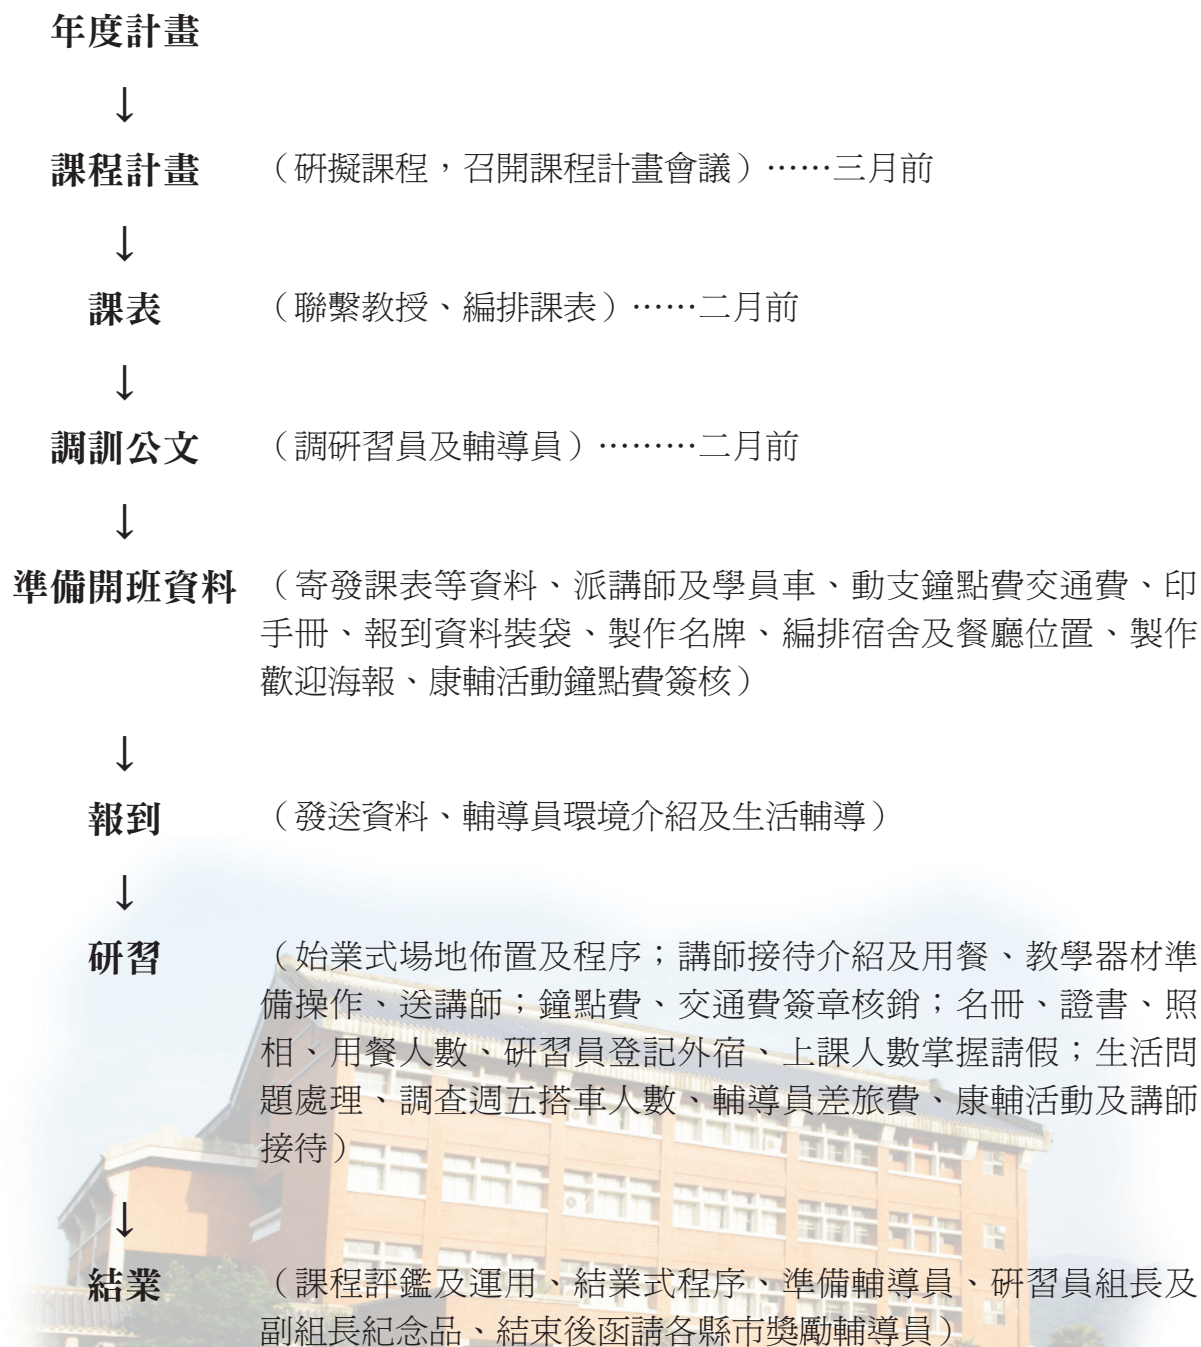 年度計畫
↓
課程計畫 （研擬課程，召開課程計畫會議）……三月前
↓
課表 （聯繫教授、編排課表）……二月前
↓
調訓公文 （調研習員及輔導員）………二月前
↓
準備開班資料 （寄發課表等資料、派講師及學員車、動支鐘點費交通費、印
手冊、報到資料裝袋、製作名牌、編排宿舍及餐廳位置、製作
歡迎海報、康輔活動鐘點費簽核）
↓
報到 （發送資料、輔導員環境介紹及生活輔導）
↓
研習 （始業式場地佈置及程序；講師接待介紹及用餐、教學器材準
備操作、送講師；鐘點費、交通費簽章核銷；名冊、證書、照
相、用餐人數、研習員登記外宿、上課人數掌握請假；生活問
題處理、調查週五搭車人數、輔導員差旅費、康輔活動及講師
接待）
↓
結業 （課程評鑑及運用、結業式程序、準備輔導員、研習員組長及
副組長紀念品、結束後函請各縣市獎勵輔導員）